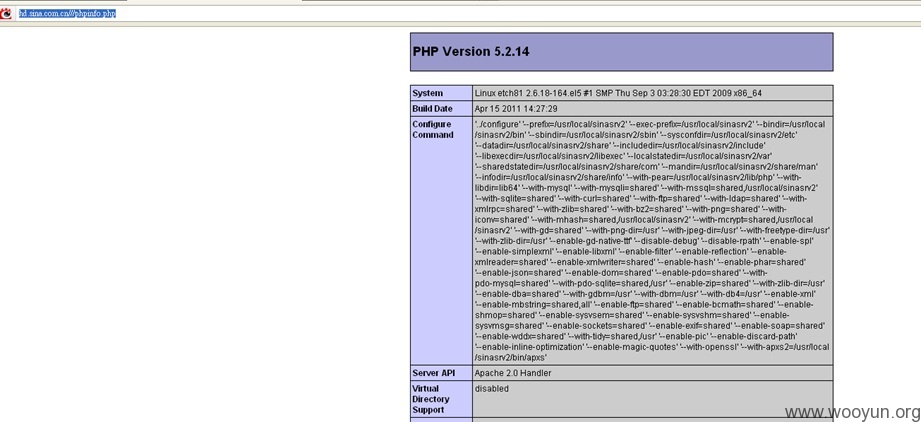 hd.sina.com.cn///phpinfo.php
PHP Version 5.2.14
System Linux etch81 2.6.18-164.el5 #1 SMP Thu Sep 3 03:28:30 EDT 2009 x86_64
Build Date Apr 15 2011 14:27:29
Configure Command './configure' '--prefix=/usr/local/sinasrv2' '--exec-prefix=/usr/local/sinasrv2' '--bindir=/usr/local
/sinasrv2/bin' '--sbindir=/usr/local/sinasrv2/sbin' '--sysconfdir=/usr/local/sinasrv2/etc'
'--datadir=/usr/local/sinasrv2/share' '--includedir=/usr/local/sinasrv2/include'
'--libexecdir=/usr/local/sinasrv2/libexec' '--localstatedir=/usr/local/sinasrv2/var'
'--sharedstatedir=/usr/local/sinasrv2/share/com' '--mandir=/usr/local/sinasrv2/share/man'
'--infodir=/usr/local/sinasrv2/share/info' '--with-pear=/usr/local/sinasrv2/lib/php' '--with-
libdir=lib64' '--with-mysql' '--with-mysqli=shared' '--with-mssql=shared,/usr/local/sinasrv2'
'--with-sqlite=shared' '--with-curl=shared' '--with-ftp=shared' '--with-ldap=shared' '--with-
xmlrpc=shared' '--with-zlib=shared' '--with-bz2=shared' '--with-png=shared' '--with-
iconv=shared' '--with-mhash=shared,/usr/local/sinasrv2' '--with-mcrypt=shared,/usr/local
/sinasrv2' '--with-gd=shared' '--with-png-dir=/usr' '--with-jpeg-dir=/usr' '--with-freetype-dir=/usr'
'--with-zlib-dir=/usr' '--enable-gd-native-ttf' '--disable-debug' '--disable-rpath' '--enable-spl'
'--enable-simplexml' '--enable-libxml' '--enable-filter' '--enable-reflection' '--enable-
xmlreader=shared' '--enable-xmlwriter=shared' '--enable-hash' '--enable-phar=shared'
'--enable-json=shared' '--enable-dom=shared' '--enable-pdo=shared' '--with-
pdo-mysql=shared' '--with-pdo-sqlite=shared,/usr' '--enable-zip=shared' '--with-zlib-dir=/usr'
'--enable-dba=shared' '--with-gdbm=/usr' '--with-dbm=/usr' '--with-db4=/usr' '--enable-xml'
'--enable-mbstring=shared,all' '--enable-ftp=shared' '--enable-bcmath=shared' '--enable-
shmop=shared' '--enable-sysvsem=shared' '--enable-sysvshm=shared' '--enable-
sysvmsg=shared' '--enable-sockets=shared' '--enable-exif=shared' '--enable-soap=shared'
'--enable-wddx=shared' '--with-tidy=shared,/usr' '--enable-pic' '--enable-discard-path'
'--enable-inline-optimization' '--enable-magic-quotes' '--with-openssl' '--with-apxs2=/usr/local
/sinasrv2/bin/apxs'
Server API Apache 2.0 Handler
Virtual Directory Support disabled
www.wooyun.org